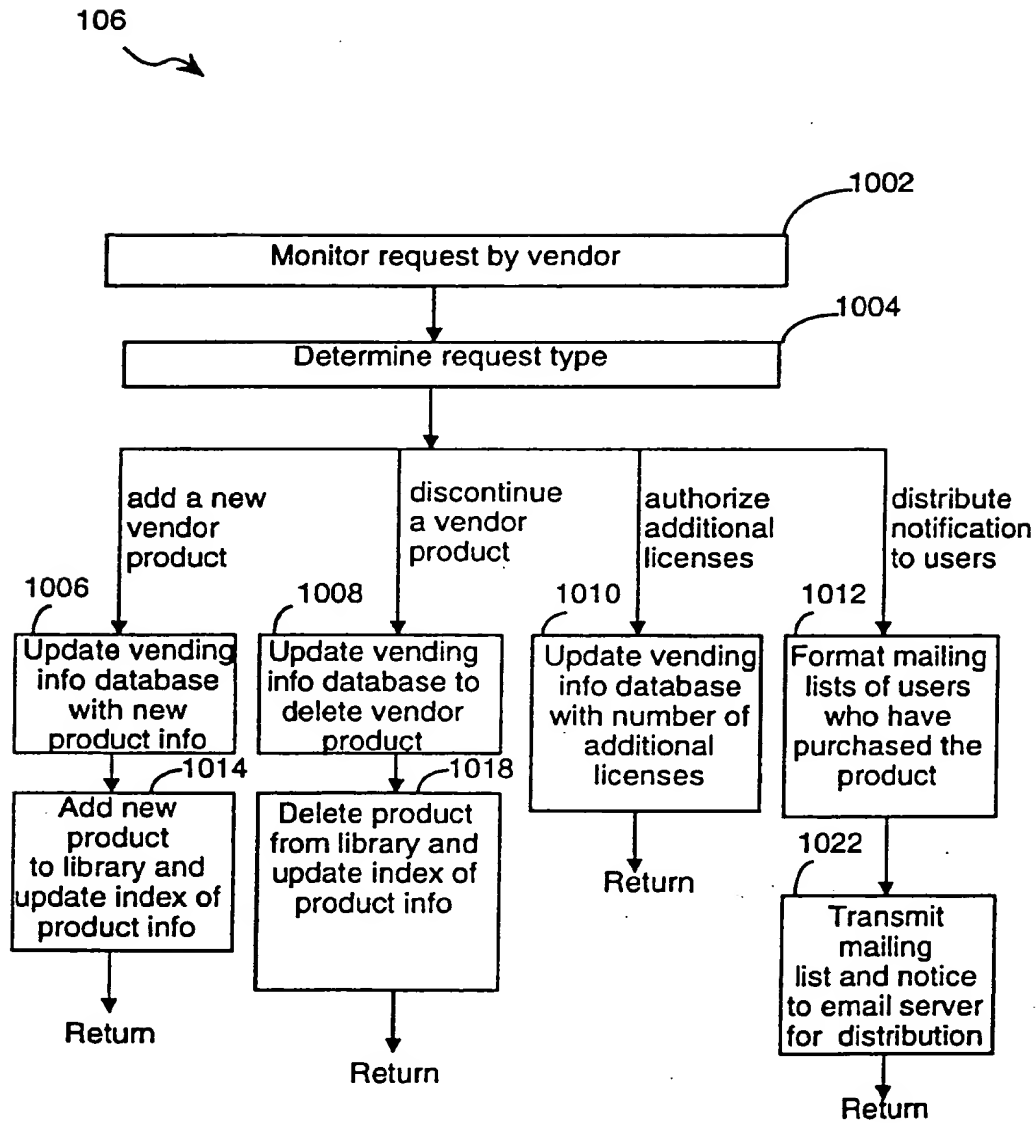 106
1002
Monitor request by vendor
1004
Determine request type
add a new
vendor
product
discontinue
a vendor
product
authorize
additional
licenses
distribute
notification
to users
1006
Update vending
info database
with new
product info
1008
Update vending
info database to
delete vendor
product
1010
Update vending
info database
with number of
additional
licenses
1012
Format mailing
lists of users
who have
purchased the
product
1014
Add new
product
to library and
update index of
product info
1018
Delete product
from library and
update index of
product info
1022
Transmit
mailing
list and notice
to email server
for distribution
Return
Return
Return
Return